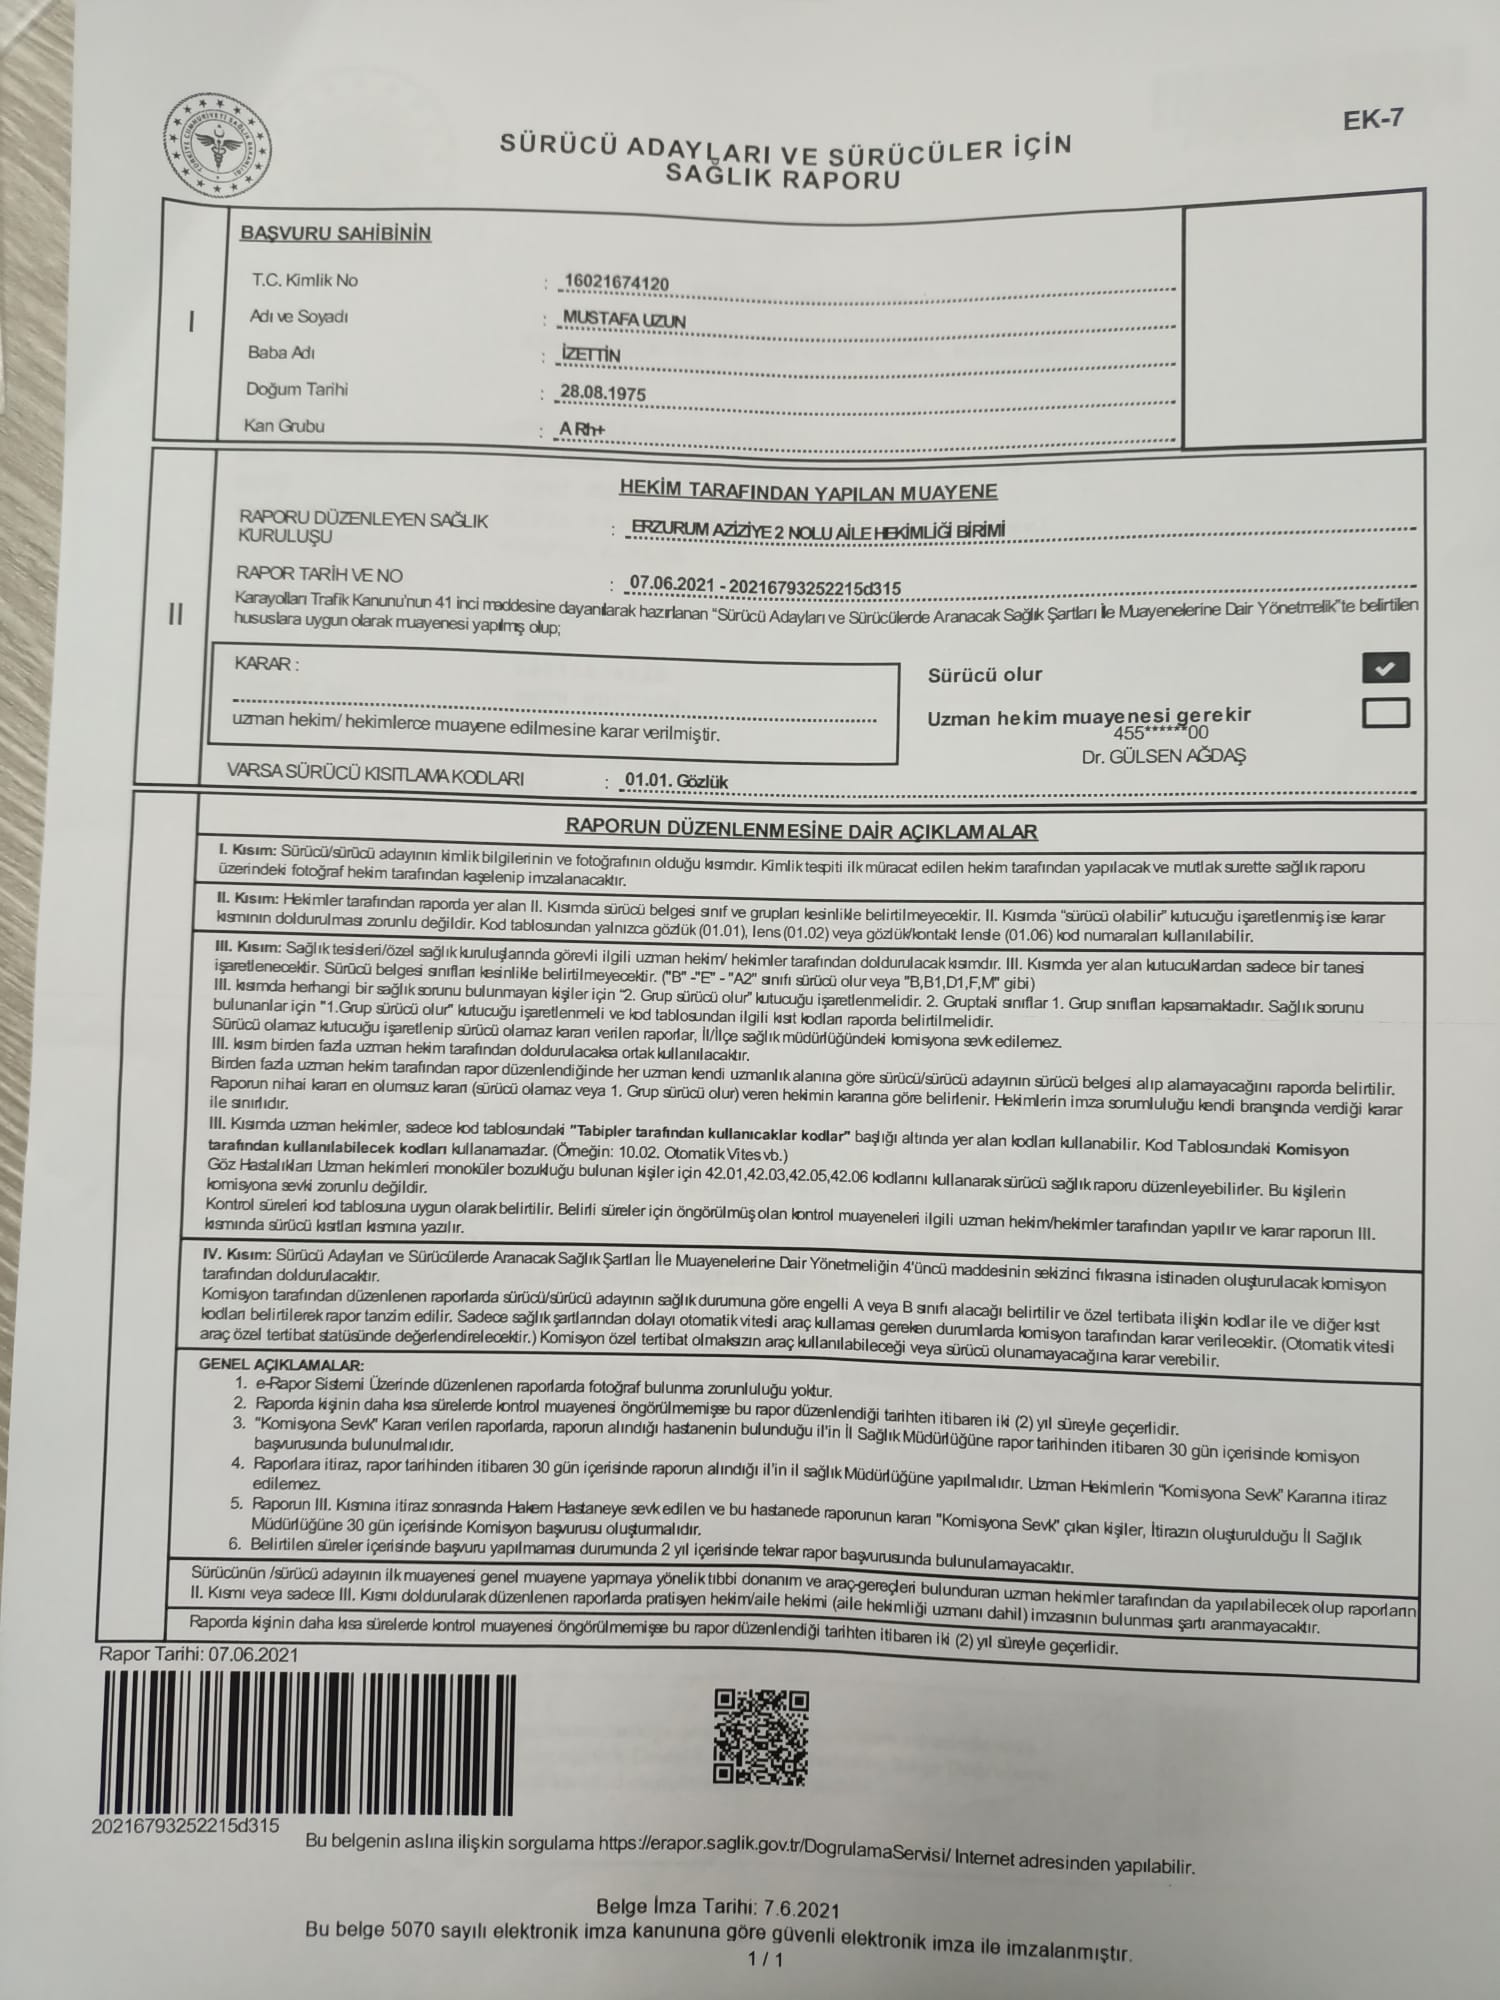 EK-7
SÜRÜCÜ ADAYLARI VE SÜRÜCÜLER İÇİN
SAĞLIK RAPORU
I
BAŞVURU SAHİBİNİN
T.C. Kimlik No : 16021674120
Adı ve Soyadı : MUSTAFA UZUN
Baba Adı : İZETTİN
Doğum Tarihi : 28.08.1975
Kan Grubu : A Rh+
II
HEKİM TARAFINDAN YAPILAN MUAYENE
RAPORU DÜZENLEYEN SAĞLIK
KURULUŞU : ERZURUM AZİZİYE 2 NOLU AİLE HEKİMLİĞİ BİRİMİ
RAPOR TARİH VE NO : 07.06.2021 - 20216793252215d315
Karayolları Trafik Kanunu'nun 41 inci maddesine dayanılarak hazırlanan "Sürücü Adayları ve Sürücülerde Aranacak Sağlık Şartları İle Muayenelerine Dair Yönetmelik"te belirtilen
hususlara uygun olarak muayenesi yapılmış olup;
KARAR :
uzman hekim/ hekimlerce muayene edilmesine karar verilmiştir.
Sürücü olur
Uzman hekim muayenesi gerekir
455******00
Dr. GÜLSEN AĞDAŞ
VARSA SÜRÜCÜ KISITLAMA KODLARI : 01.01. Gözlük
RAPORUN DÜZENLENMESİNE DAİR AÇIKLAMALAR
I. Kısım: Sürücü/sürücü adayının kimlik bilgilerinin ve fotoğrafının olduğu kısımdır. Kimlik tespiti ilk müracat edilen hekim tarafından yapılacak ve mutlak surette sağlık raporu
üzerindeki fotoğraf hekim tarafından kaşelenip imzalanacaktır.
II. Kısım: Hekimler tarafından raporda yer alan II. Kısımda sürücü belgesi sınıf ve grupları kesinlikle belirtilmeyecektir. II. Kısımda "sürücü olabilir" kutucuğu işaretlenmiş ise karar
kısmının doldurulması zorunlu değildir. Kod tablosundan yalnızca gözlük (01.01), lens (01.02) veya gözlük/kontakt lensle (01.06) kod numaraları kullanılabilir.
III. Kısım: Sağlık tesisleri/özel sağlık kuruluşlarında görevli ilgili uzman hekim/ hekimler tarafından doldurulacak kısımdır. III. Kısımda yer alan kutucuklardan sadece bir tanesi
işaretlenecektir. Sürücü belgesi sınıfları kesinlikle belirtilmeyecektir. ("B" -"E" - "A2" sınıfı sürücü olur veya "B,B1,D1,F,M" gibi)
III. kısımda herhangi bir sağlık sorunu bulunmayan kişiler için "2. Grup sürücü olur" kutucuğu işaretlenmelidir. 2. Gruptaki sınıflar 1. Grup sınıfları kapsamaktadır. Sağlık sorunu
bulunanlar için "1.Grup sürücü olur" kutucuğu işaretlenmeli ve kod tablosundan ilgili kısıt kodları raporda belirtilmelidir.
Sürücü olamaz kutucuğu işaretlenip sürücü olamaz kararı verilen raporlar, İl/İlçe sağlık müdürlüğündeki komisyona sevk edilemez.
III. kısım birden fazla uzman hekim tarafından doldurulacaksa ortak kullanılacaktır.
Birden fazla uzman hekim tarafından rapor düzenlendiğinde her uzman kendi uzmanlık alanına göre sürücü/sürücü adayının sürücü belgesi alıp alamayacağını raporda belirtilir.
Raporun nihai kararı en olumsuz kararı (sürücü olamaz veya 1. Grup sürücü olur) veren hekimin kararına göre belirlenir. Hekimlerin imza sorumluluğu kendi branşında verdiği karar
ile sınırlıdır.
III. Kısımda uzman hekimler, sadece kod tablosundaki "Tabipler tarafından kullanıcaklar kodlar" başlığı altında yer alan kodları kullanabilir. Kod Tablosundaki Komisyon
tarafından kullanılabilecek kodları kullanamazlar. (Örneğin: 10.02. Otomatik Vites vb.)
Göz Hastalıkları Uzman hekimleri monoküler bozukluğu bulunan kişiler için 42.01,42.03,42.05,42.06 kodlarını kullanarak sürücü sağlık raporu düzenleyebilirler. Bu kişilerin
komisyona sevki zorunlu değildir.
Kontrol süreleri kod tablosuna uygun olarak belirtilir. Belirli süreler için öngörülmüş olan kontrol muayeneleri ilgili uzman hekim/hekimler tarafından yapılır ve karar raporun III.
kısmında sürücü kısıtları kısmına yazılır.
IV. Kısım: Sürücü Adayları ve Sürücülerde Aranacak Sağlık Şartları İle Muayenelerine Dair Yönetmeliğin 4'üncü maddesinin sekizinci fıkrasına istinaden oluşturulacak komisyon
tarafından doldurulacaktır.
Komisyon tarafından düzenlenen raporlarda sürücü/sürücü adayının sağlık durumuna göre engelli A veya B sınıfı alacağı belirtilir ve özel tertibata ilişkin kodlar ile ve diğer kısıt
kodları belirtilerek rapor tanzim edilir. Sadece sağlık şartlarından dolayı otomatik vitesli araç kullaması gereken durumlarda komisyon tarafından karar verilecektir. (Otomatik vitesli
araç özel tertibat statüsünde değerlendirelecektir.) Komisyon özel tertibat olmaksızın araç kullanılabileceği veya sürücü olunamayacağına karar verebilir.
GENEL AÇIKLAMALAR:
1. e-Rapor Sistemi Üzerinde düzenlenen raporlarda fotoğraf bulunma zorunluluğu yoktur.
2. Raporda kişinin daha kısa sürelerde kontrol muayenesi öngörülmemişse bu rapor düzenlendiği tarihten itibaren iki (2) yıl süreyle geçerlidir.
3. "Komisyona Sevk" Kararı verilen raporlarda, raporun alındığı hastanenin bulunduğu il'in İl Sağlık Müdürlüğüne rapor tarihinden itibaren 30 gün içerisinde komisyon
başvurusunda bulunulmalıdır.
4. Raporlara itiraz, rapor tarihinden itibaren 30 gün içerisinde raporun alındığı il'in il sağlık Müdürlüğüne yapılmalıdır. Uzman Hekimlerin "Komisyona Sevk" Kararına itiraz
edilemez.
5. Raporun III. Kısmına itiraz sonrasında Hakem Hastaneye sevk edilen ve bu hastanede raporunun kararı "Komisyona Sevk" çıkan kişiler, İtirazın oluşturulduğu İl Sağlık
Müdürlüğüne 30 gün içerisinde Komisyon başvurusu oluşturmalıdır.
6. Belirtilen süreler içerisinde başvuru yapılmaması durumunda 2 yıl içerisinde tekrar rapor başvurusunda bulunulamayacaktır.
Sürücünün /sürücü adayının ilk muayenesi genel muayene yapmaya yönelik tıbbi donanım ve araç-gereçleri bulunduran uzman hekimler tarafından da yapılabilecek olup raporların
II. Kısmı veya sadece III. Kısmı doldurularak düzenlenen raporlarda pratisyen hekim/aile hekimi (aile hekimliği uzmanı dahil) imzasının bulunması şartı aranmayacaktır.
Raporda kişinin daha kısa sürelerde kontrol muayenesi öngörülmemişse bu rapor düzenlendiği tarihten itibaren iki (2) yıl süreyle geçerlidir.
Rapor Tarihi: 07.06.2021
20216793252215d315
Bu belgenin aslına ilişkin sorgulama https://erapor.saglik.gov.tr/DogrulamaServisi/ Internet adresinden yapılabilir.
Belge İmza Tarihi: 7.6.2021
Bu belge 5070 sayılı elektronik imza kanununa göre güvenli elektronik imza ile imzalanmıştır.
1 / 1